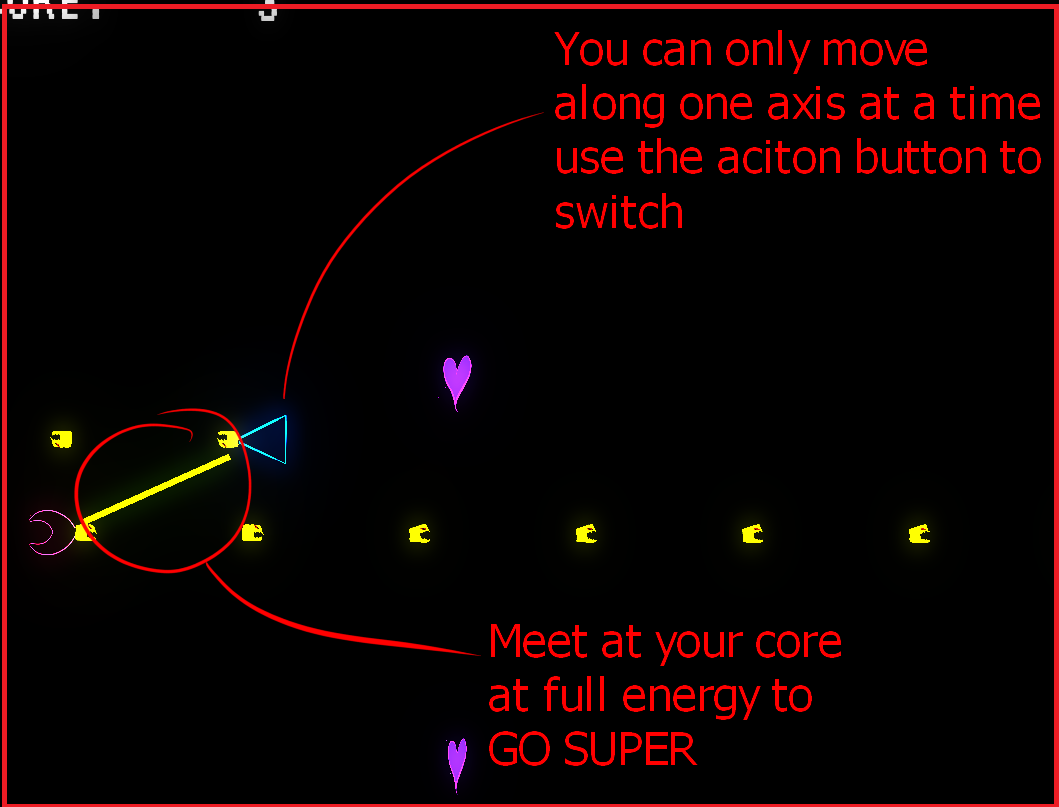 You can only move
along one axis at a time
use the aciton button to
switch
Meet at your core
at full energy to
GO SUPER